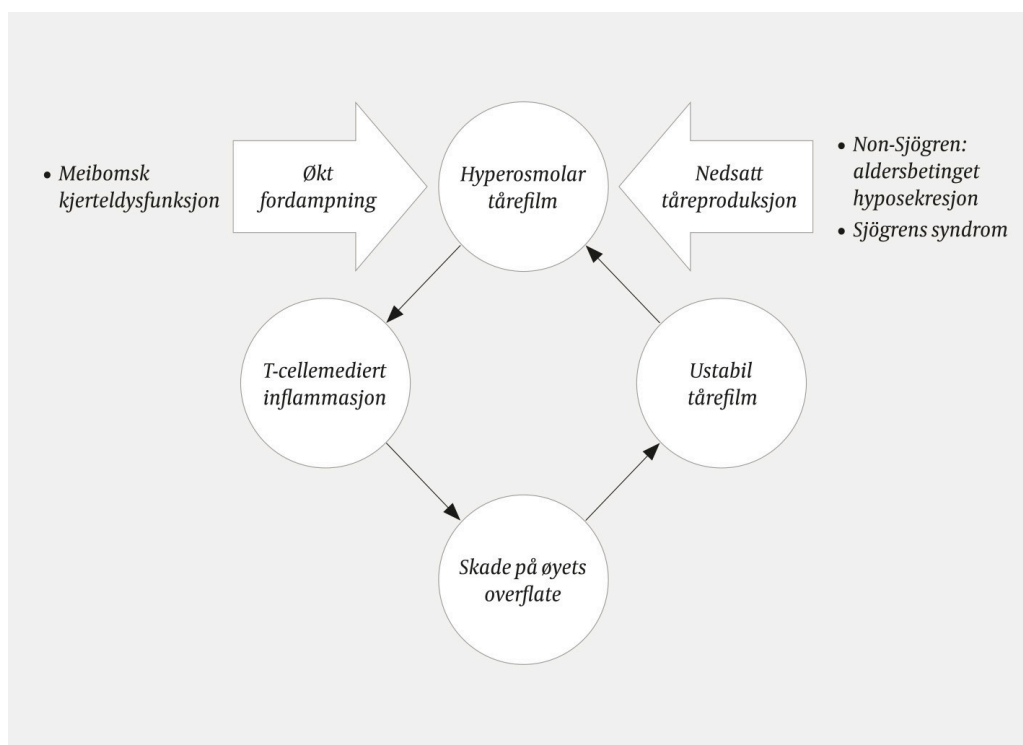 • Meibomsk
kjerteldysfunksjon
Økt
fordampning
Hyperosmolar
tårefilm
Nedsatt
tåreproduksjon
• Non-Sjögren:
aldersbetinget
hyposekresjon
• Sjögrens syndrom
T-cellemediert
inflammasjon
Ustabil
tårefilm
Skade på øyets
overflate